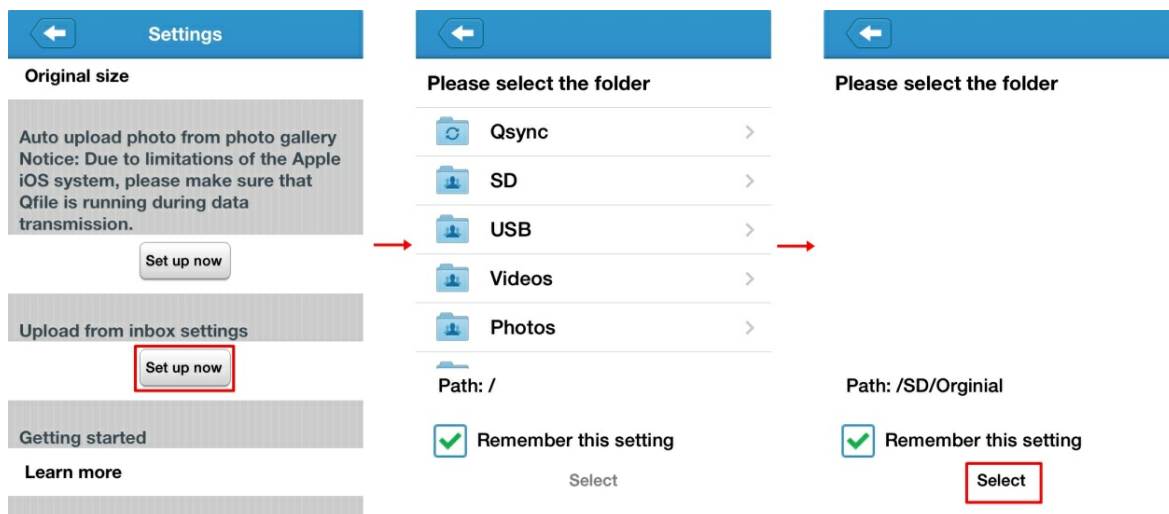 Settings
Original size
Auto upload photo from photo gallery
Notice: Due to limitations of the Apple
iOS system, please make sure that
Qfile is running during data
transmission.
Set up now
Upload from inbox settings
Set up now
Getting started
Learn more
Please select the folder
Qsync
SD
USB
Videos
Photos
Path: /
Remember this setting
Select
Please select the folder
Path: /SD/Orginial
Remember this setting
Select